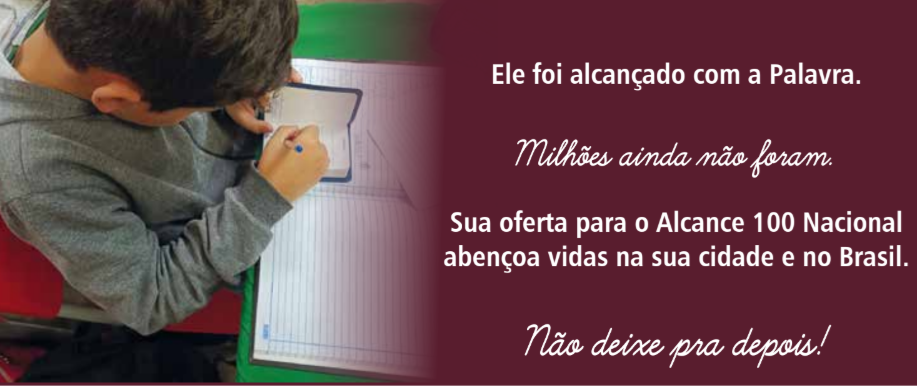 Ele foi alcançado com a Palavra.
Milhões ainda não foram.
Sua oferta para o Alcance 100 Nacional
abençoa vidas na sua cidade e no Brasil.
Não deixe pra depois!